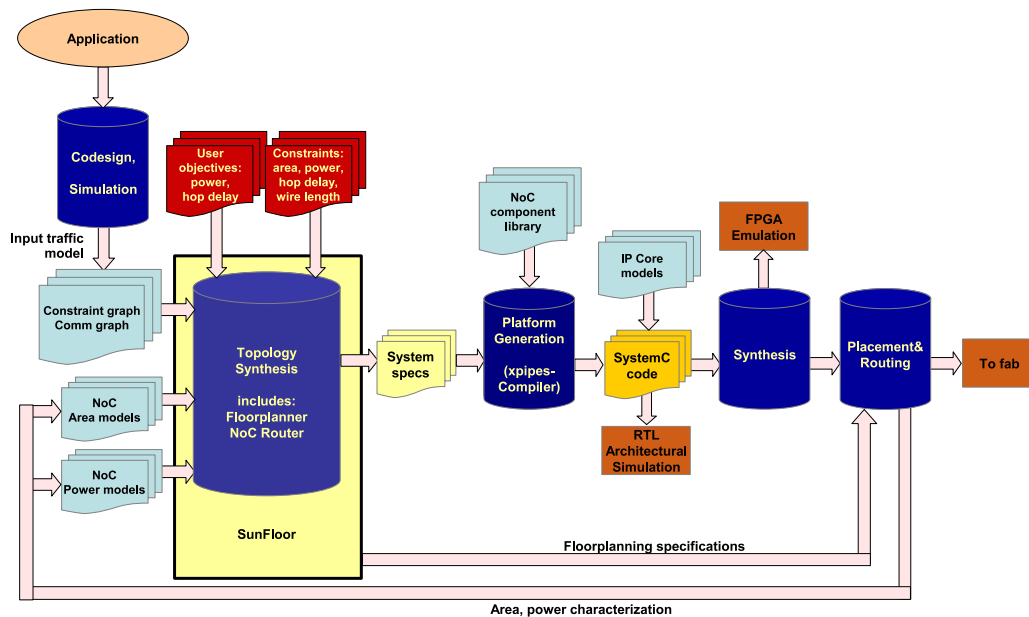 Application
Codesign,
Simulation
User
objectives:
power,
hop delay
Constraints:
area, power,
hop delay,
wire length
Input traffic
model
Constraint graph
Comm graph
NoC
Area models
NoC
Power models
Topology
Synthesis
includes:
Floorplanner
NoC Router
SunFloor
System
specs
NoC
component
library
Platform
Generation
(xpipes-
Compiler)
IP Core
models
SystemC
code
RTL
Architectural
Simulation
FPGA
Emulation
Synthesis
Placement&
Routing
To fab
Floorplanning specifications
Area, power characterization